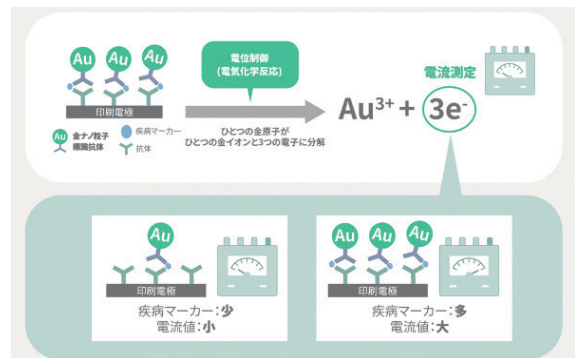 Au Au Au
印刷電極
Au 金ナノ粒子
標識抗体
疾病マーカー
抗体
電位制御
(電気化学反応)
ひとつの金原子が
ひとつの金イオンと3つの電子に分解
電流測定
Au³⁺ + 3e⁻
Au
印刷電極
疾病マーカー:少
電流値:小
Au Au Au
印刷電極
疾病マーカー:多
電流値:大